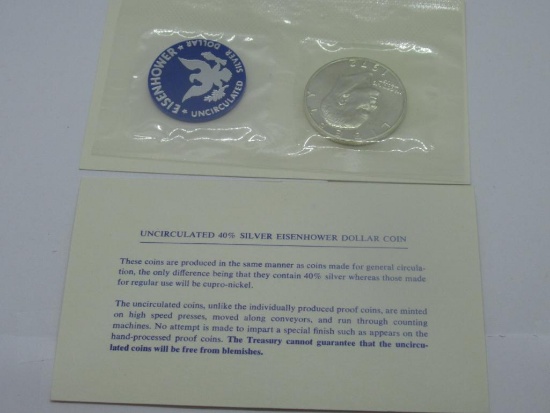 EISENHOWER DOLLAR
UNCIRCULATED SILVER
UNCIRCULATED 40% SILVER EISENHOWER DOLLAR COIN
These coins are produced in the same manner as coins made for general circula-
tion, the only difference being that they contain 40% silver whereas those made
for regular use will be cupro-nickel.
The uncirculated coins, unlike the individually produced proof coins, are minted
on high speed presses, moved along conveyors, and run through counting
machines. No attempt is made to impart a special finish such as appears on the
hand-processed proof coins. The Treasury cannot guarantee that the uncircu-
lated coins will be free from blemishes.